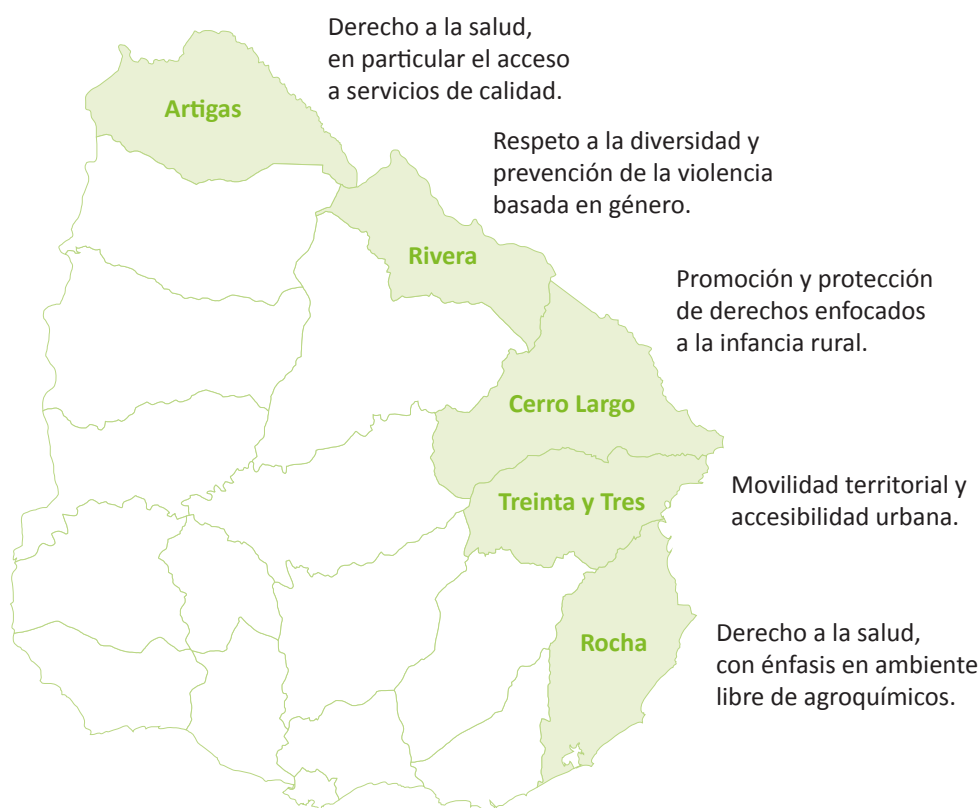 Derecho a la salud,
en particular el acceso
a servicios de calidad.
Artigas
Respeto a la diversidad y
prevención de la violencia
basada en género.
Rivera
Promoción y protección
de derechos enfocados
a la infancia rural.
Cerro Largo
Treinta y Tres
Movilidad territorial y
accesibilidad urbana.
Rocha
Derecho a la salud,
con énfasis en ambiente
libre de agroquímicos.